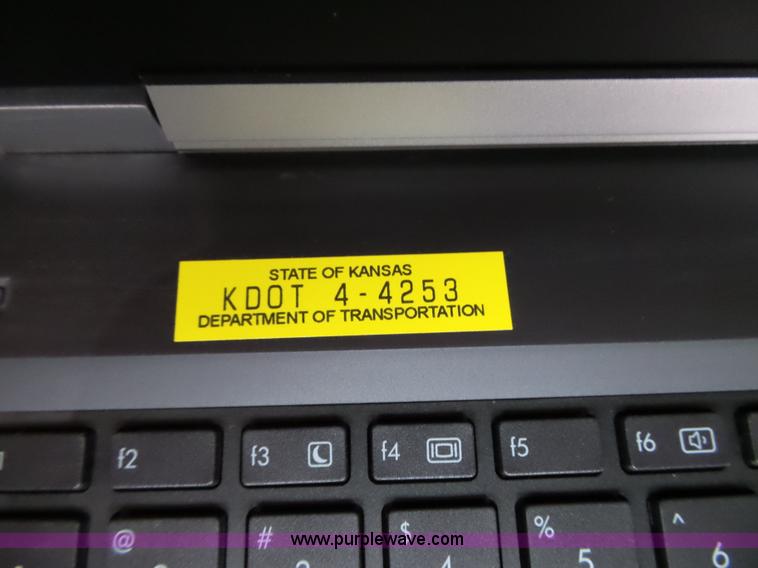 STATE OF KANSAS
KDOT 4-4253
DEPARTMENT OF TRANSPORTATION
f2 f3 f4 f5 f6
@ # $ % ^
4 5 6
www.purplewave.com